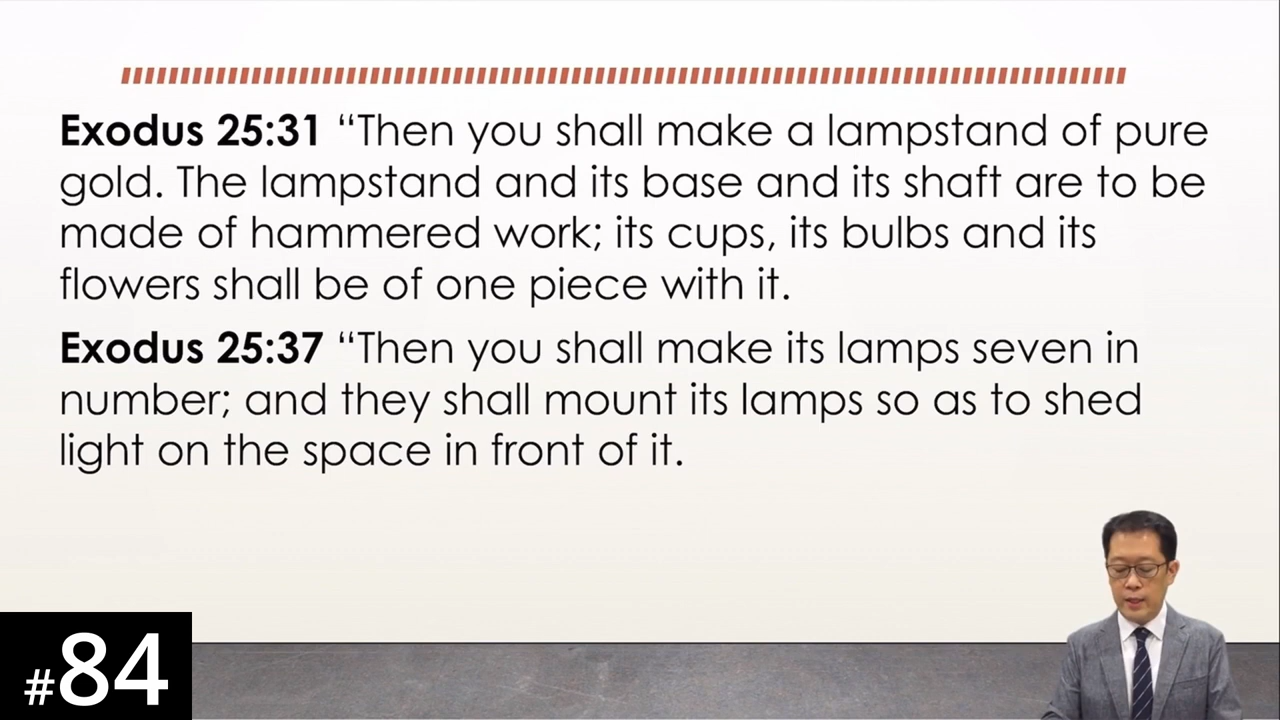 Exodus 25:31 “Then you shall make a lampstand of pure
gold. The lampstand and its base and its shaft are to be
made of hammered work; its cups, its bulbs and its
flowers shall be of one piece with it.
Exodus 25:37 “Then you shall make its lamps seven in
number; and they shall mount its lamps so as to shed
light on the space in front of it.
#84